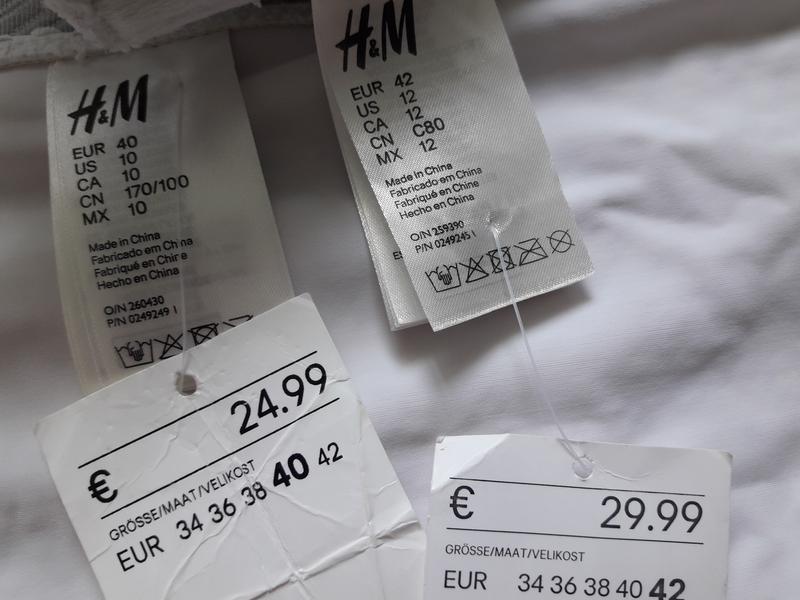 H&M
EUR 40
US 10
CA 10
CN 170/100
MX 10
Made in China
Fabricado em China
Fabriqué en Chine
Hecho en China
O/N 260430
P/N 0249249 1
€ 24.99
GRÖSSE/MAAT/VELIKOST
EUR 34 36 38 40 42
H&M
EUR 42
US 12
CA 12
CN C80
MX 12
Made in China
Fabricado em China
Fabriqué en Chine
Hecho en China
O/N 259390
P/N 0249245 1
€ 29.99
GRÖSSE/MAAT/VELIKOST
EUR 34 36 38 40 42